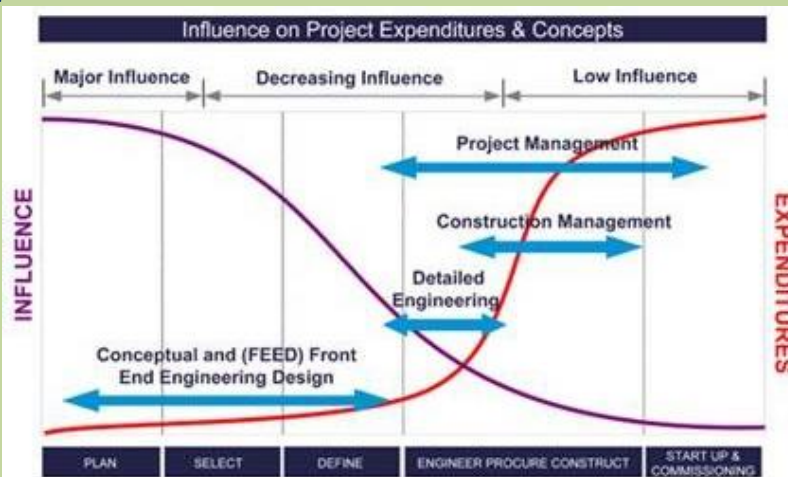 Influence on Project Expenditures & Concepts
Major Influence
Decreasing Influence
Low Influence
Project Management
Construction Management
Detailed
Engineering
Conceptual and (FEED) Front
End Engineering Design
INFLUENCE
EXPENDITURES
PLAN
SELECT
DEFINE
ENGINEER PROCURE CONSTRUCT
START UP &
COMMISSIONING